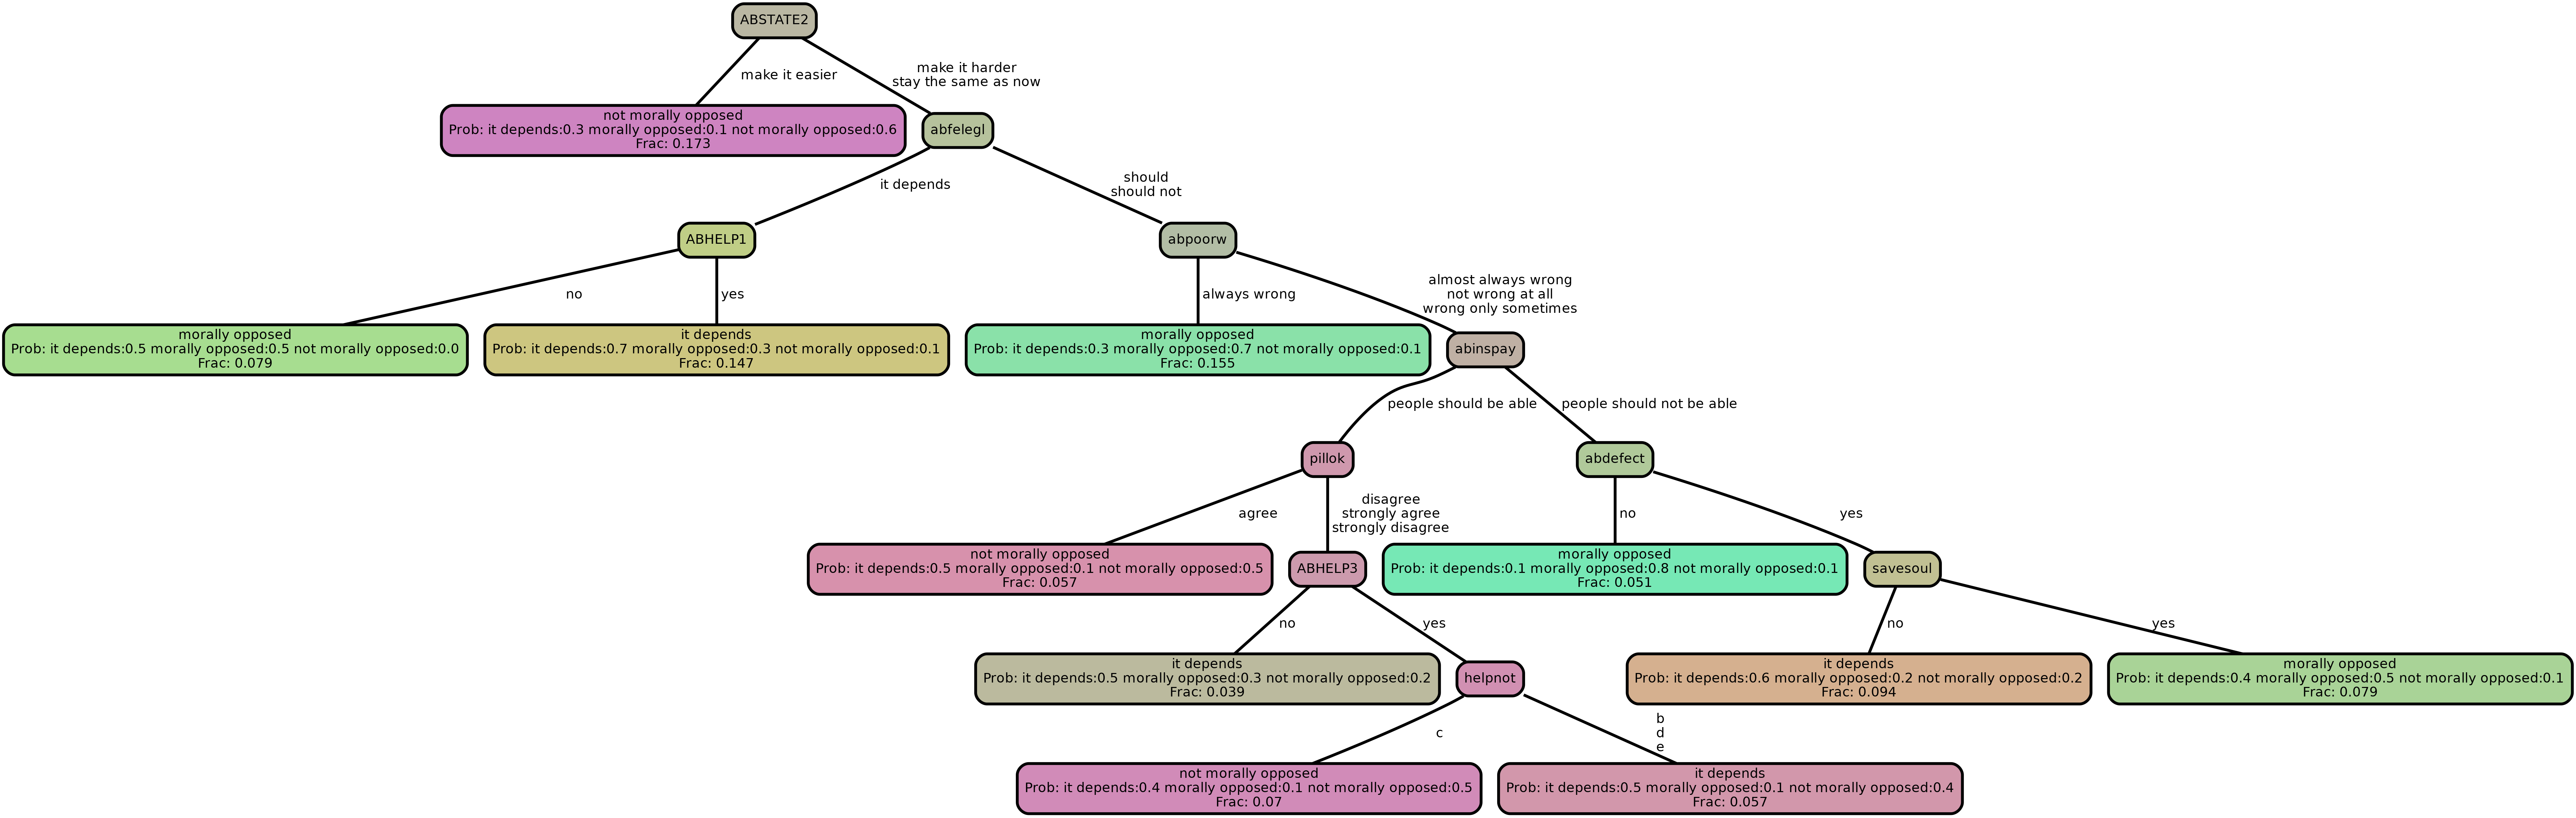 ABSTATE2
make it easier
make it harder
stay the same as now
not morally opposed
Prob: it depends:0.3 morally opposed:0.1 not morally opposed:0.6
Frac: 0.173
abfelegl
it depends
should
should not
ABHELP1
abpoorw
no
yes
always wrong
almost always wrong
not wrong at all
wrong only sometimes
morally opposed
Prob: it depends:0.5 morally opposed:0.5 not morally opposed:0.0
Frac: 0.079
it depends
Prob: it depends:0.7 morally opposed:0.3 not morally opposed:0.1
Frac: 0.147
morally opposed
Prob: it depends:0.3 morally opposed:0.7 not morally opposed:0.1
Frac: 0.155
abinspay
people should be able
people should not be able
pillok
abdefect
agree
disagree
strongly agree
strongly disagree
no
yes
not morally opposed
Prob: it depends:0.5 morally opposed:0.1 not morally opposed:0.5
Frac: 0.057
ABHELP3
morally opposed
Prob: it depends:0.1 morally opposed:0.8 not morally opposed:0.1
Frac: 0.051
savesoul
no
yes
no
yes
it depends
Prob: it depends:0.5 morally opposed:0.3 not morally opposed:0.2
Frac: 0.039
helpnot
it depends
Prob: it depends:0.6 morally opposed:0.2 not morally opposed:0.2
Frac: 0.094
morally opposed
Prob: it depends:0.4 morally opposed:0.5 not morally opposed:0.1
Frac: 0.079
c
b
d
e
not morally opposed
Prob: it depends:0.4 morally opposed:0.1 not morally opposed:0.5
Frac: 0.07
it depends
Prob: it depends:0.5 morally opposed:0.1 not morally opposed:0.4
Frac: 0.057